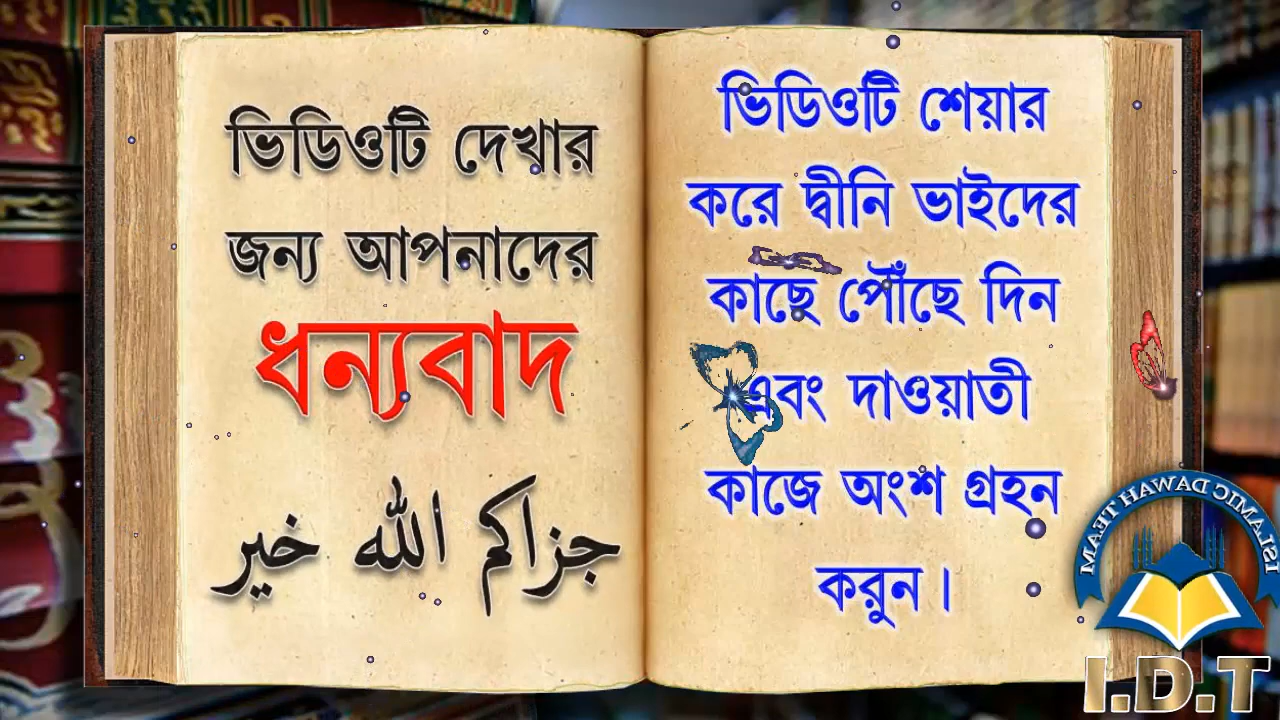 ভিডিওটি দেখার
জন্য আপনাদের
ধন্যবাদ
جزاكم الله خير
ভিডিওটি শেয়ার
করে দ্বীনি ভাইদের
কাছে পৌঁছে দিন
এবং দাওয়াতী
কাজে অংশ গ্রহন
করুন।
ISLAMIC DAWAH TEAM
I.D.T